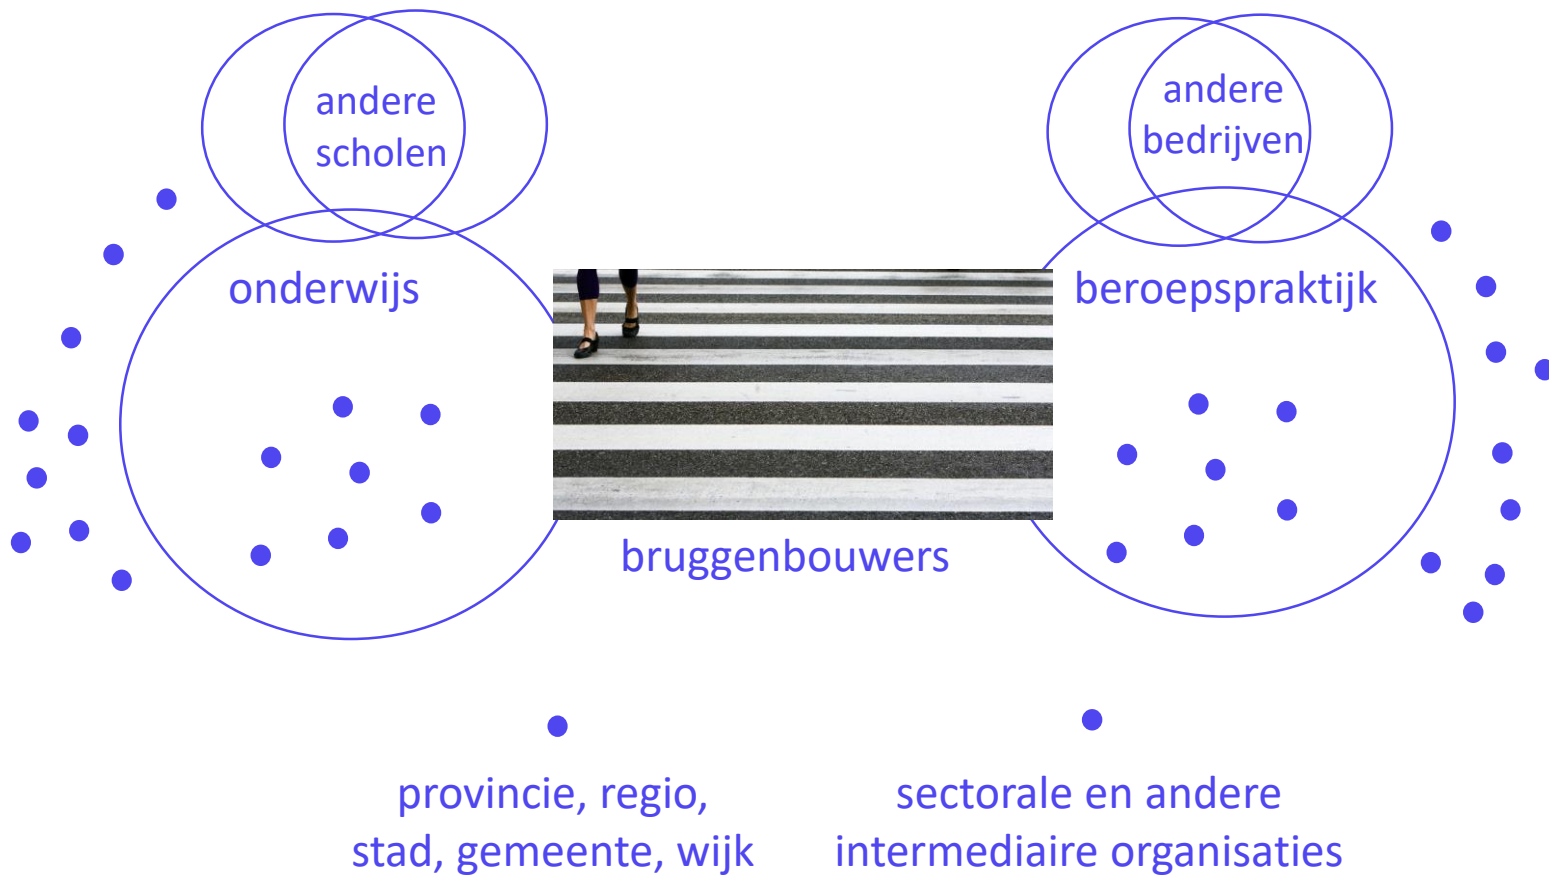 andere
scholen
andere
bedrijven
onderwijs
beroepspraktijk
bruggenbouwers
provincie, regio,
stad, gemeente, wijk
sectorale en andere
intermediaire organisaties